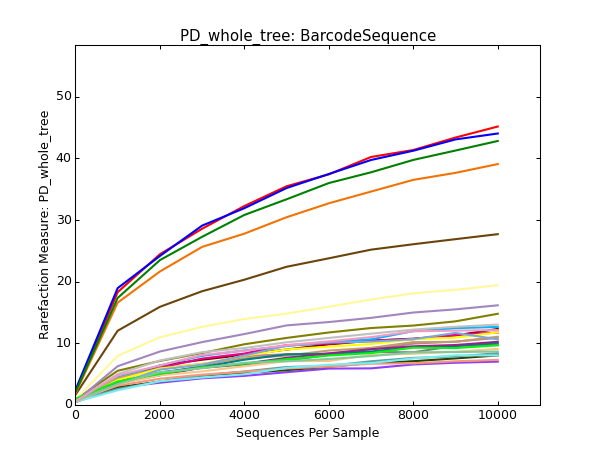 PD_whole_tree: BarcodeSequence
Rarefaction Measure: PD_whole_tree
50
40
30
20
10
0
0 2000 4000 6000 8000 10000
Sequences Per Sample